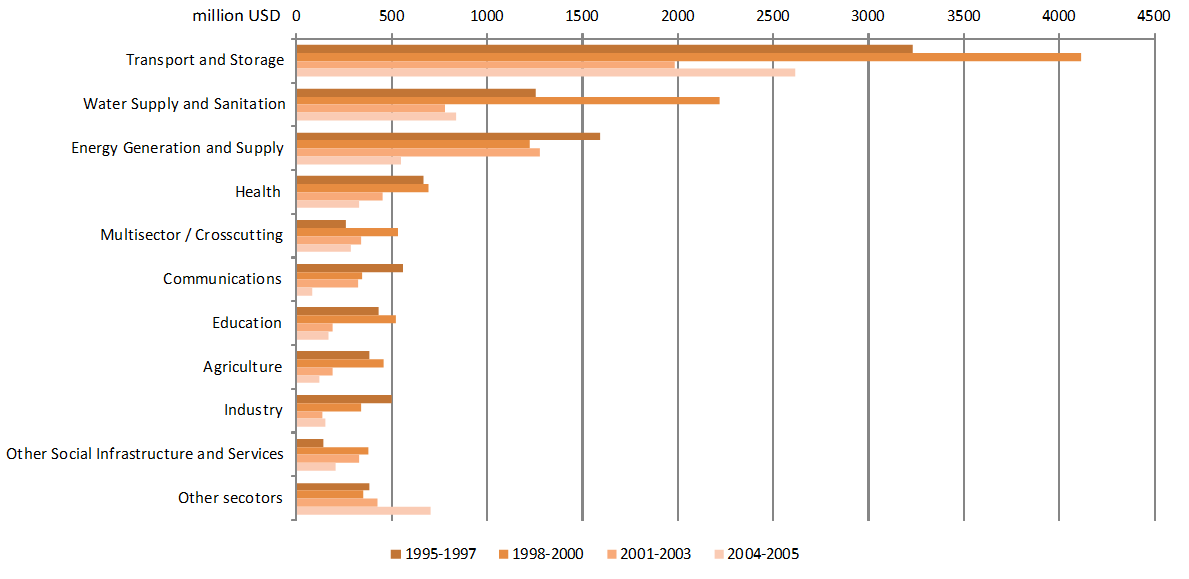 million USD 0 500 1000 1500 2000 2500 3000 3500 4000 4500
Transport and Storage
Water Supply and Sanitation
Energy Generation and Supply
Health
Multisector / Crosscutting
Communications
Education
Agriculture
Industry
Other Social Infrastructure and Services
Other secotors
1995-1997 1998-2000 2001-2003 2004-2005